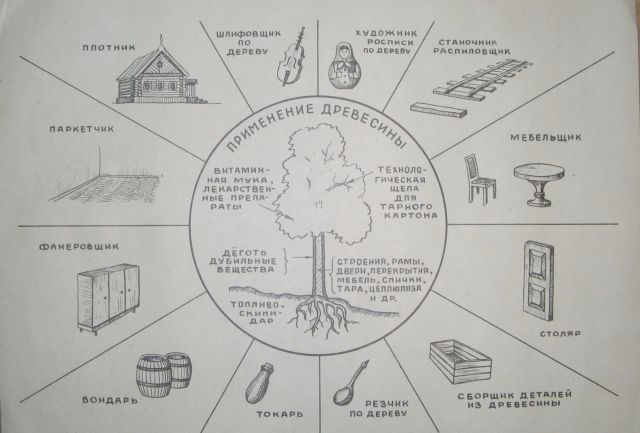 ПЛОТНИК
ШЛИФОВЩИК
ПО
ДЕРЕВУ
ХУДОЖНИК
РОСПИСИ
ПО ДЕРЕВУ
СТАНОЧНИК
РАСПИЛОВЩИК
ПАРКЕТЧИК
МЕБЕЛЬЩИК
ФАНЕРОВЩИК
СТОЛЯР
БОНДАРЬ
ТОКАРЬ
РЕЗЧИК
ПО ДЕРЕВУ
СБОРЩИК ДЕТАЛЕЙ
ИЗ ДРЕВЕСИНЫ
ПРИМЕНЕНИЕ ДРЕВЕСИНЫ
ВИТАМИН-
НАЯ МУКА,
ЛЕКАРСТВЕН-
НЫЕ ПРЕПА-
РАТЫ
ТЕХНОЛО-
ГИЧЕСКАЯ
ЩЕПА
ДЛЯ
ТАРНОГО
КАРТОНА
ДЁГОТЬ
ДУБИЛЬНЫЕ
ВЕЩЕСТВА
СТРОЕНИЯ, РАМЫ,
ДВЕРИ, ПЕРЕКРЫТИЯ,
МЕБЕЛЬ, СПИЧКИ,
ТАРА, ЦЕЛЛЮЛОЗА
И ДР.
ТОПЛИВО,
СКИПИ-
ДАР